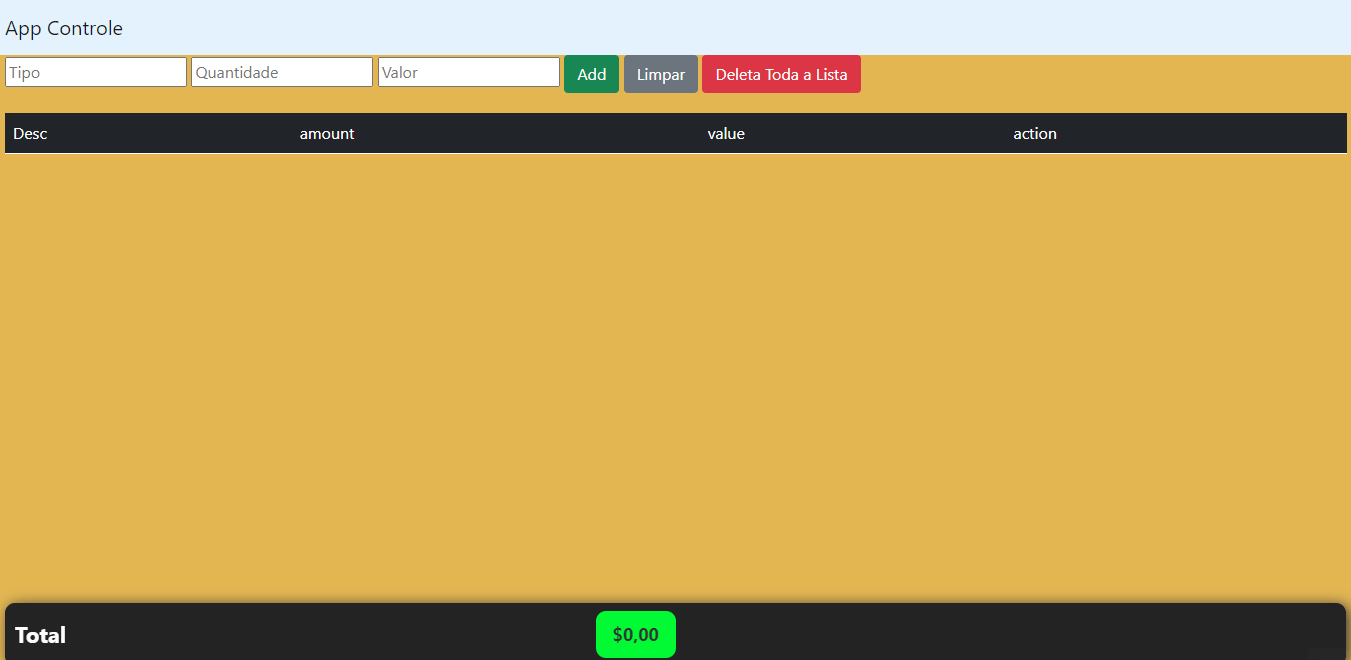 App Controle
Tipo Quantidade Valor Add Limpar Deleta Toda a Lista
Desc amount value action
Total $0,00